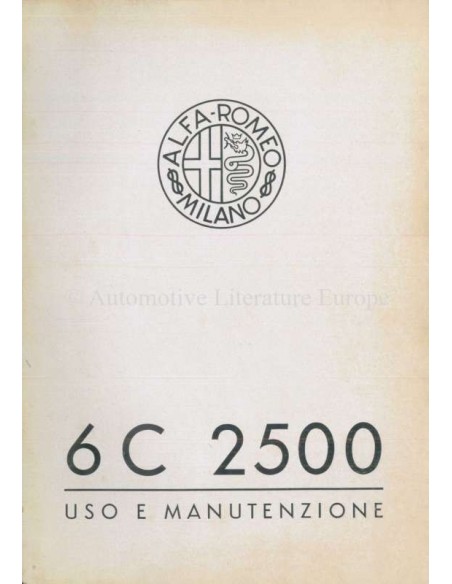 ALFA-ROMEO
MILANO
© Automotive Literature Europe
6C 2500
USO E MANUTENZIONE